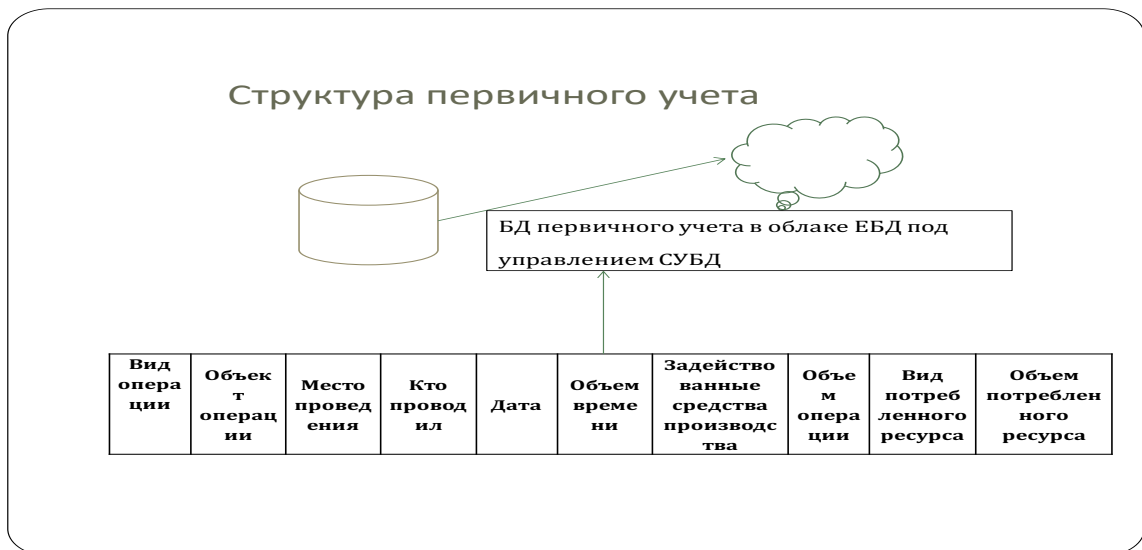 Структура первичного учета
БД первичного учета в облаке ЕБД под
управлением СУБД
Вид
опера
ции
Объек
т
операц
ии
Место
провед
ения
Кто
провод
ил
Дата
Объем
време
ни
Задейство
ванные
средства
производс
тва
Объе
м
опера
ции
Вид
потреб
ленного
ресурса
Объем
потреблен
ного
ресурса